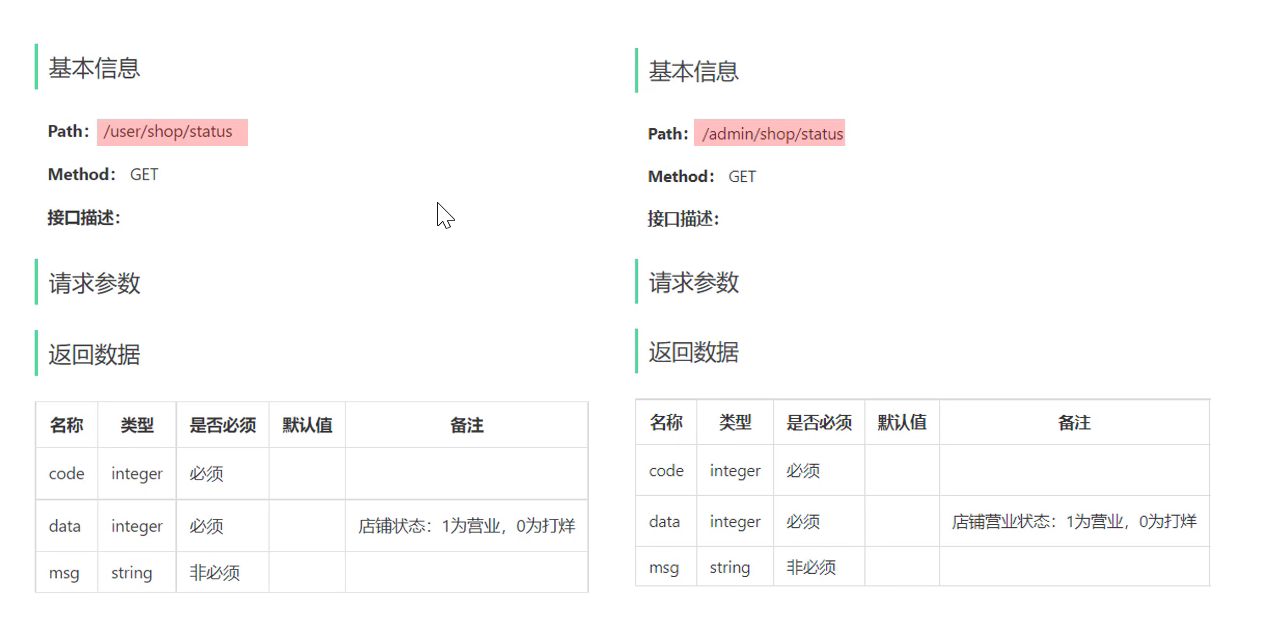 基本信息
Path： /user/shop/status
Method： GET
接口描述：
请求参数
返回数据
名称 类型 是否必须 默认值 备注
code integer 必须
data integer 必须 店铺状态：1为营业，0为打烊
msg string 非必须
基本信息
Path： /admin/shop/status
Method： GET
接口描述：
请求参数
返回数据
名称 类型 是否必须 默认值 备注
code integer 必须
data integer 必须 店铺营业状态：1为营业，0为打烊
msg string 非必须